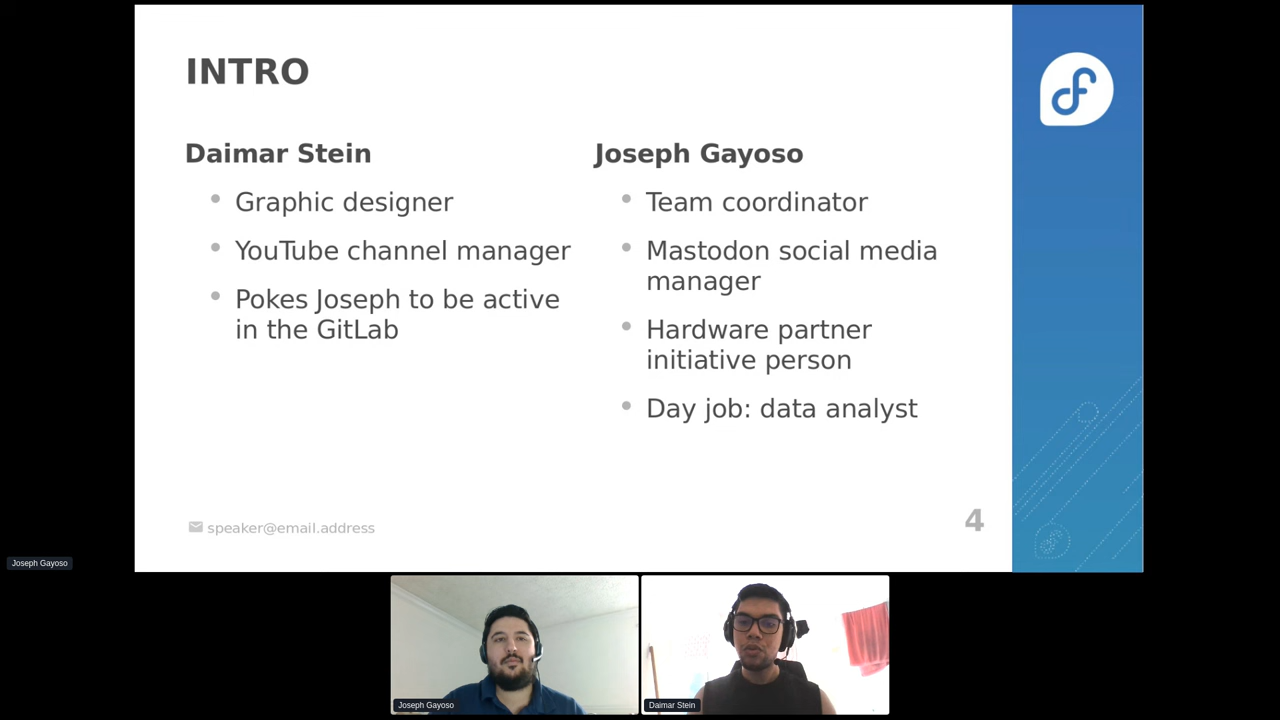 INTRO
Daimar Stein
Graphic designer
YouTube channel manager
Pokes Joseph to be active
in the GitLab
Joseph Gayoso
Team coordinator
Mastodon social media
manager
Hardware partner
initiative person
Day job: data analyst
speaker@email.address
4
Joseph Gayoso
Joseph Gayoso
Daimar Stein